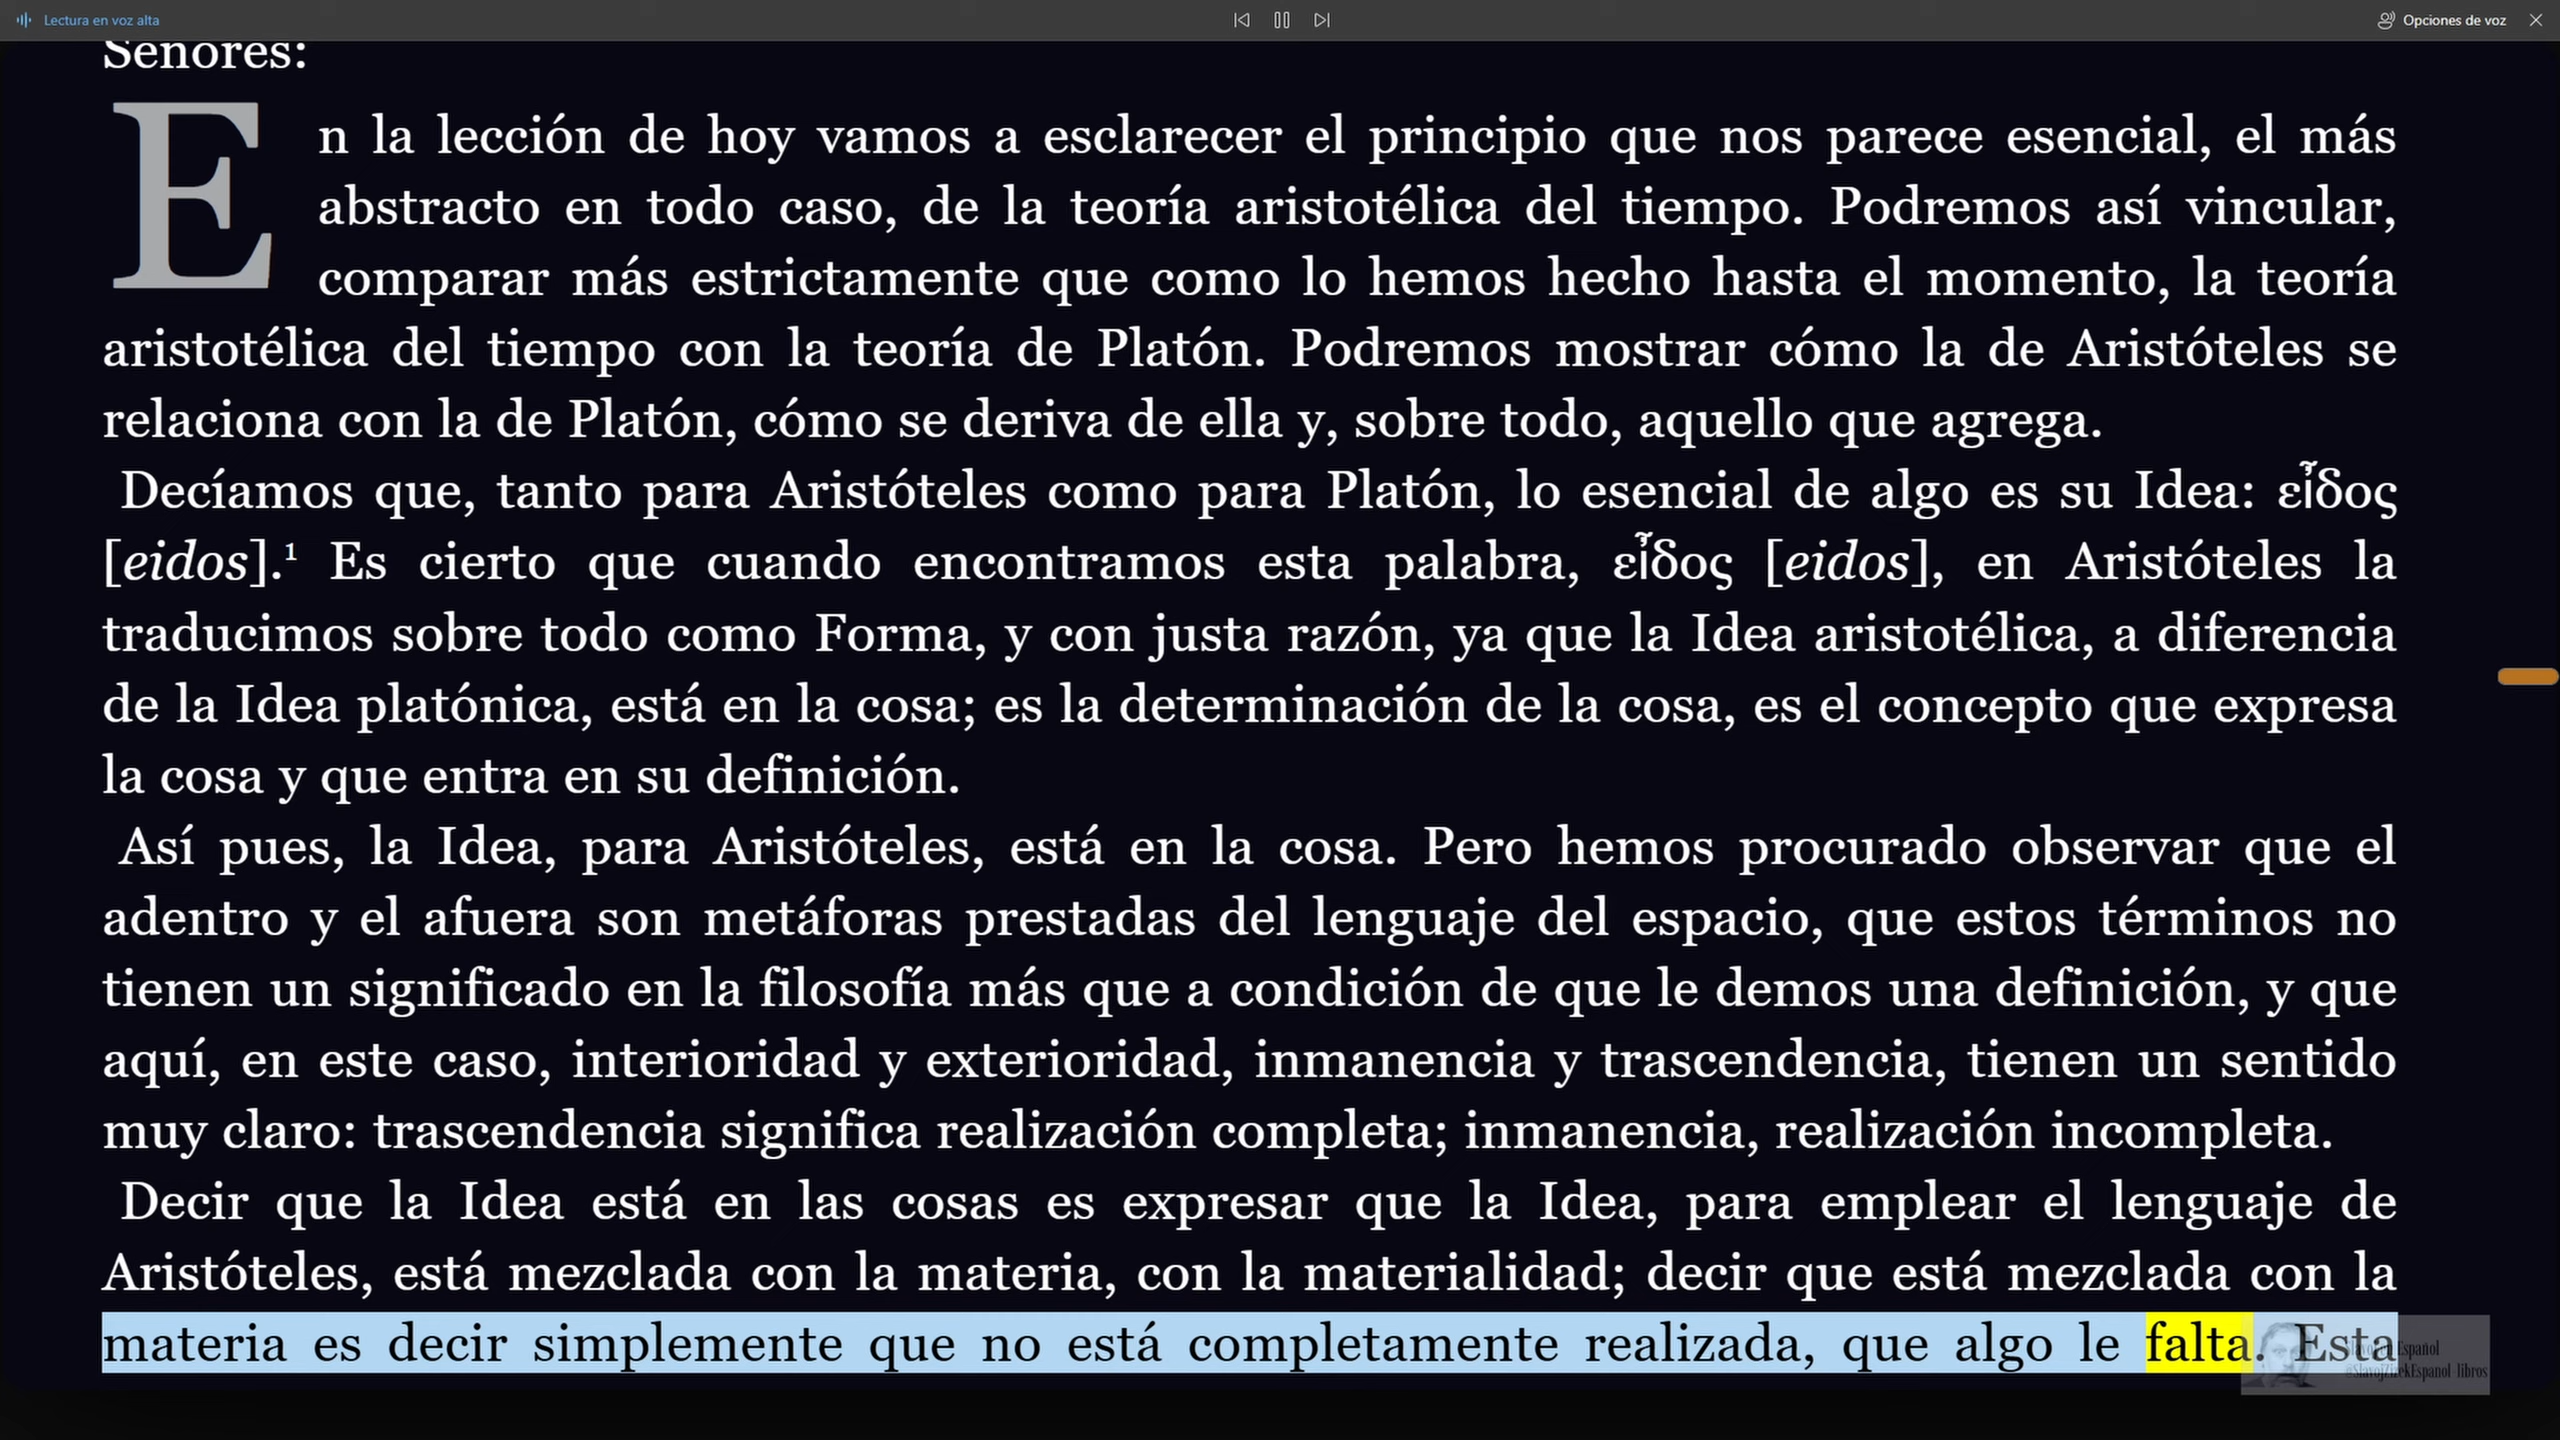 Lectura en voz alta
Opciones de voz
Señores:
En la lección de hoy vamos a esclarecer el principio que nos parece esencial, el más
abstracto en todo caso, de la teoría aristotélica del tiempo. Podremos así vincular,
comparar más estrictamente que como lo hemos hecho hasta el momento, la teoría
aristotélica del tiempo con la teoría de Platón. Podremos mostrar cómo la de Aristóteles se
relaciona con la de Platón, cómo se deriva de ella y, sobre todo, aquello que agrega.
Decíamos que, tanto para Aristóteles como para Platón, lo esencial de algo es su Idea: εἶδος
[eidos].¹ Es cierto que cuando encontramos esta palabra, εἶδος [eidos], en Aristóteles la
traducimos sobre todo como Forma, y con justa razón, ya que la Idea aristotélica, a diferencia
de la Idea platónica, está en la cosa; es la determinación de la cosa, es el concepto que expresa
la cosa y que entra en su definición.
Así pues, la Idea, para Aristóteles, está en la cosa. Pero hemos procurado observar que el
adentro y el afuera son metáforas prestadas del lenguaje del espacio, que estos términos no
tienen un significado en la filosofía más que a condición de que le demos una definición, y que
aquí, en este caso, interioridad y exterioridad, inmanencia y trascendencia, tienen un sentido
muy claro: trascendencia significa realización completa; inmanencia, realización incompleta.
Decir que la Idea está en las cosas es expresar que la Idea, para emplear el lenguaje de
Aristóteles, está mezclada con la materia, con la materialidad; decir que está mezclada con la
materia es decir simplemente que no está completamente realizada, que algo le falta. Esta
Español
@SlavojZizekEspanol libros